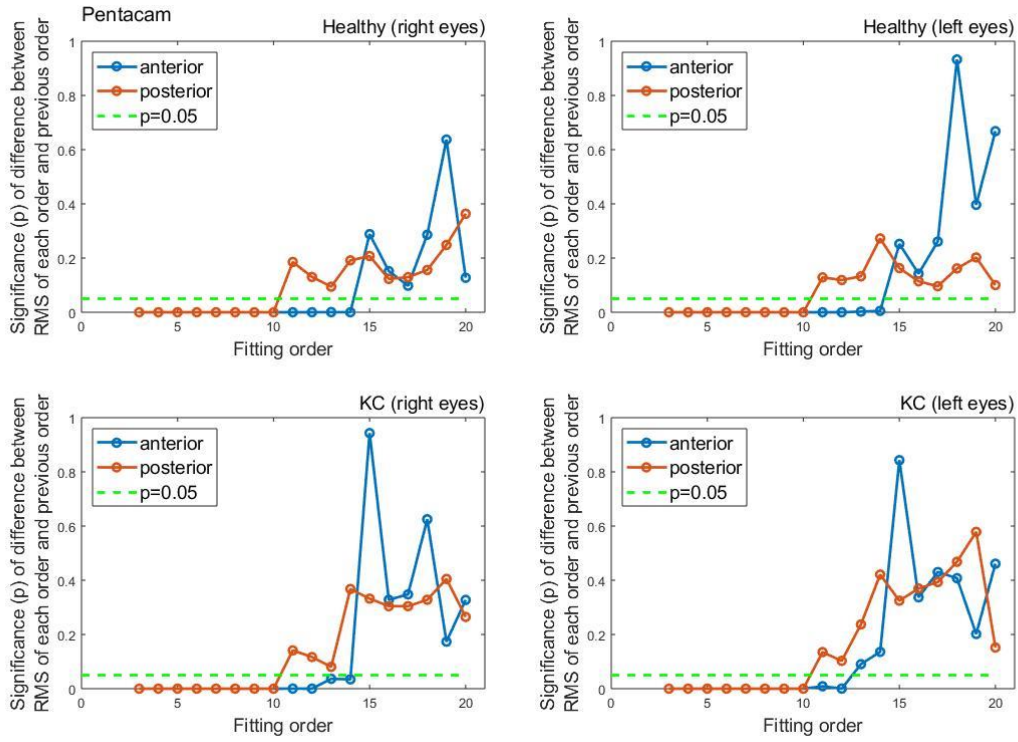 Pentacam
Healthy (right eyes)
Significance (p) of difference between
RMS of each order and previous order
1
0.8
0.6
0.4
0.2
0
anterior
posterior
p=0.05
0
5
10
15
20
Fitting order
Healthy (left eyes)
Significance (p) of difference between
RMS of each order and previous order
1
0.8
0.6
0.4
0.2
0
anterior
posterior
p=0.05
0
5
10
15
20
Fitting order
KC (right eyes)
Significance (p) of difference between
RMS of each order and previous order
1
0.8
0.6
0.4
0.2
0
anterior
posterior
p=0.05
0
5
10
15
20
Fitting order
KC (left eyes)
Significance (p) of difference between
RMS of each order and previous order
1
0.8
0.6
0.4
0.2
0
anterior
posterior
p=0.05
0
5
10
15
20
Fitting order